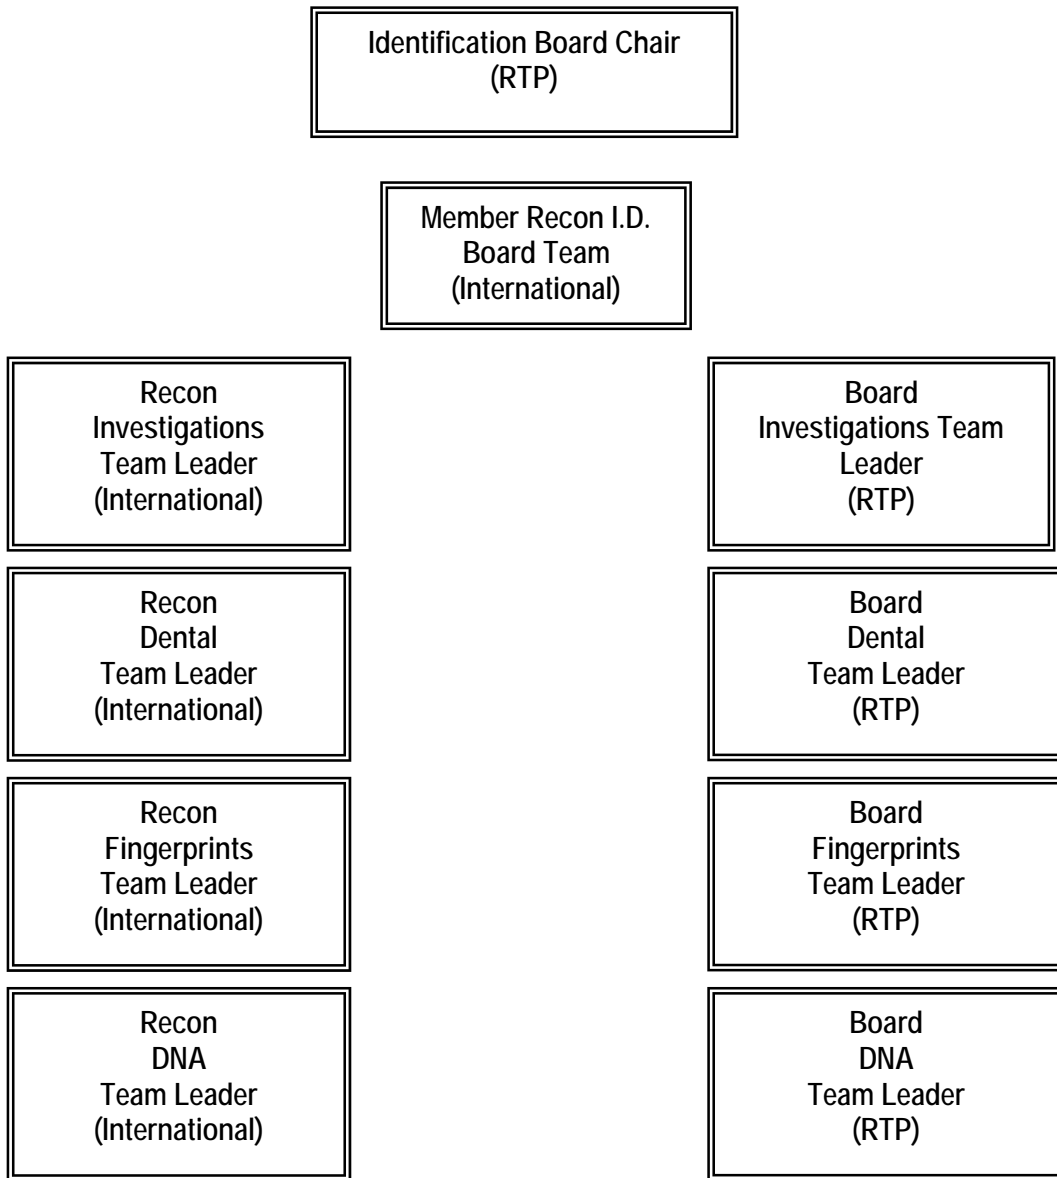 Identification Board Chair
(RTP)
Member Recon I.D.
Board Team
(International)
Recon
Investigations
Team Leader
(International)
Board
Investigations Team
Leader
(RTP)
Recon
Dental
Team Leader
(International)
Board
Dental
Team Leader
(RTP)
Recon
Fingerprints
Team Leader
(International)
Board
Fingerprints
Team Leader
(RTP)
Recon
DNA
Team Leader
(International)
Board
DNA
Team Leader
(RTP)